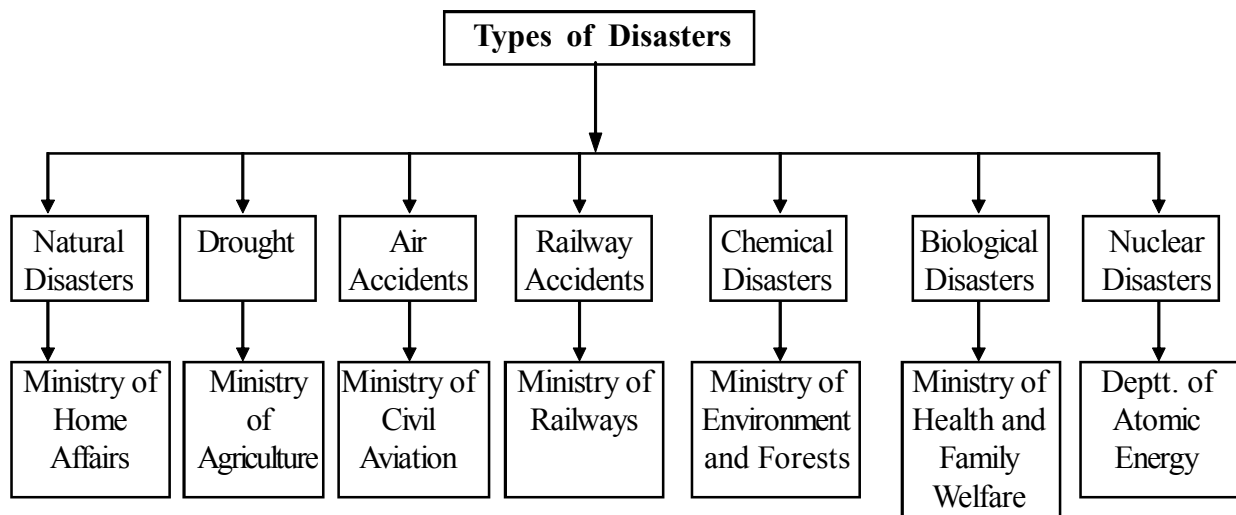 Types of Disasters
Natural
Disasters
Drought
Air
Accidents
Railway
Accidents
Chemical
Disasters
Biological
Disasters
Nuclear
Disasters
Ministry of
Home
Affairs
Ministry
of
Agriculture
Ministry of
Civil
Aviation
Ministry of
Railways
Ministry of
Environment
and Forests
Ministry of
Health and
Family
Welfare
Deptt. of
Atomic
Energy